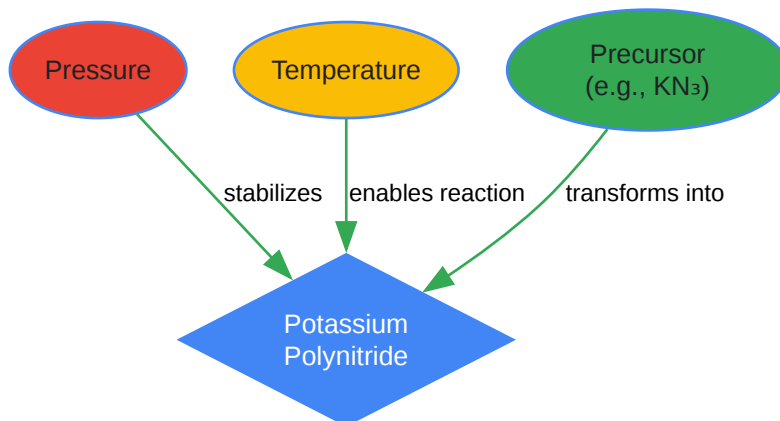 Pressure
Temperature
Precursor
(e.g., KN₃)
stabilizes
enables reaction
transforms into
Potassium
Polynitride